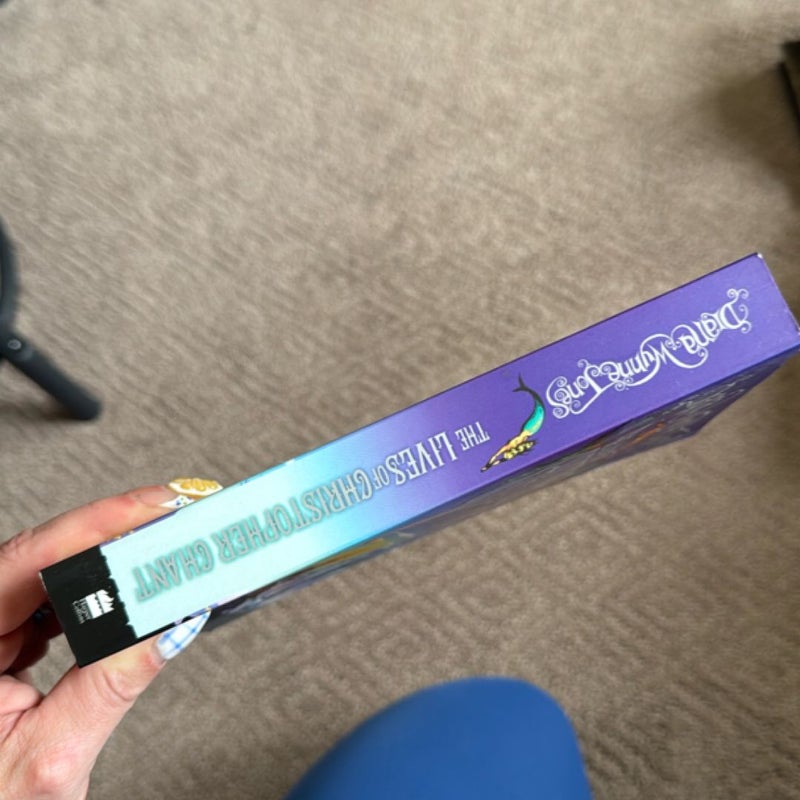 Diana Wynne Jones
THE LIVES OF CHRISTOPHER CHANT